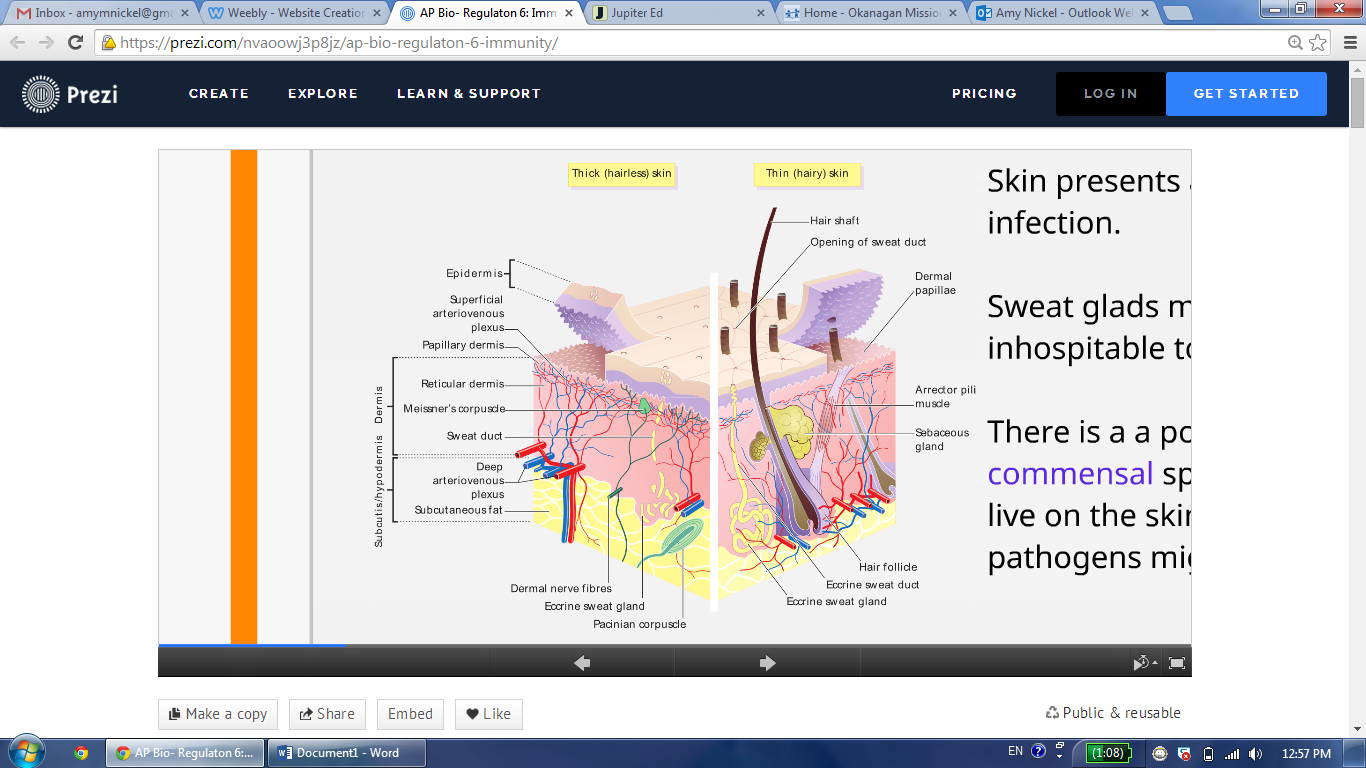 Inbox - amymnickel@gma
Weebly - Website Creation
AP Bio- Regulaton 6: Imm
Jupiter Ed
Home - Okanagan Mission
Amy Nickel - Outlook We
https://prezi.com/nvaoowj3p8jz/ap-bio-regulaton-6-immunity/
Prezi
CREATE
EXPLORE
LEARN & SUPPORT
PRICING
LOG IN
GET STARTED
Thick (hairless) skin
Thin (hairy) skin
Hair shaft
Opening of sweat duct
Dermal
papillae
Epidermis
Superficial
arteriovenous
plexus
Papillary dermis
Reticular dermis
Meissner's corpuscle
Sweat duct
Deep
arteriovenous
plexus
Subcutaneous fat
Dermis
Subcutis/hypodermis
Arrector pili
muscle
Sebaceous
gland
Hair follicle
Eccrine sweat duct
Eccrine sweat gland
Dermal nerve fibres
Eccrine sweat gland
Pacinian corpuscle
Skin presents
infection.
Sweat glads m
inhospitable to
There is a a po
commensal sp
live on the skin
pathogens mig
Make a copy
Share
Embed
Like
Public & reusable
AP Bio- Regulaton 6:...
Document1 - Word
EN
(1:08)
12:57 PM